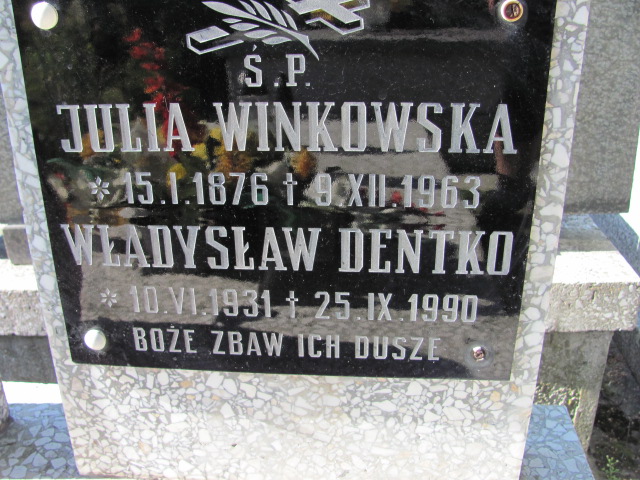 Ś.P.
JULIA WINKOWSKA
* 15.I.1876 † 9.XII.1963
WŁADYSŁAW DENTKO
* 10.VI.1931 † 25.IX.1990
BOŻE ZBAW ICH DUSZE